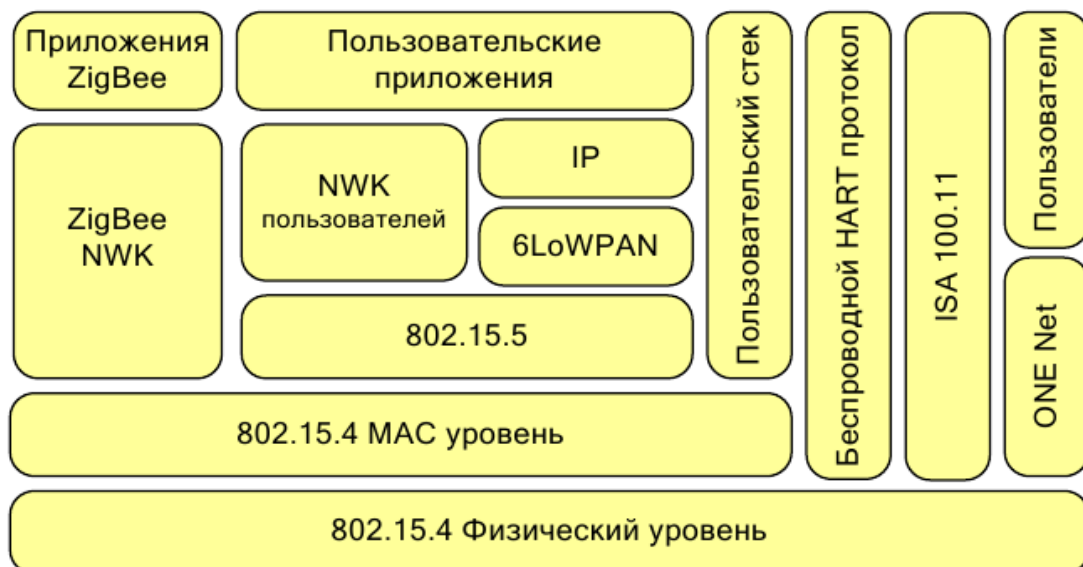 Приложения
ZigBee
Пользовательские
приложения
Пользовательский стек
Беспроводной HART протокол
ISA 100.11
Пользователи
ZigBee
NWK
NWK
пользователей
IP
6LoWPAN
802.15.5
ONE Net
802.15.4 MAC уровень
802.15.4 Физический уровень